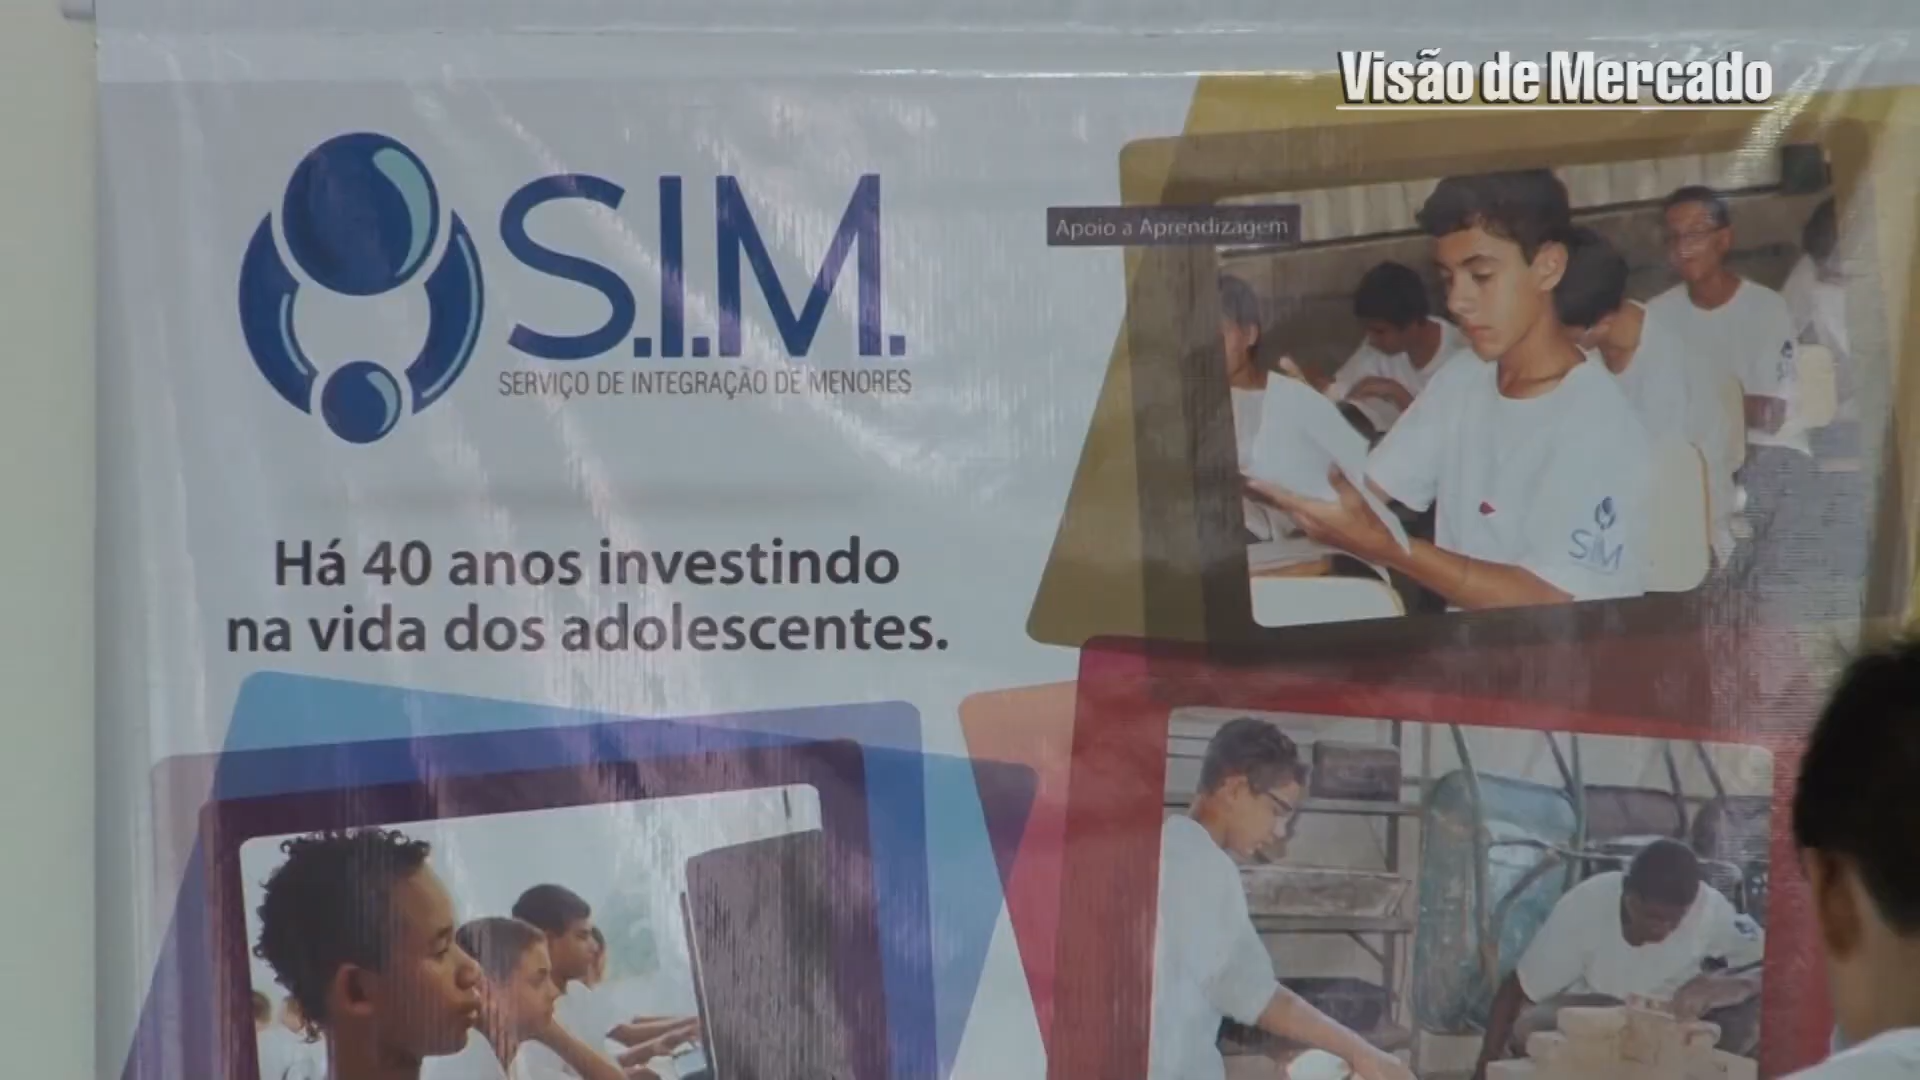 Visão de Mercado
S.I.M.
SERVIÇO DE INTEGRAÇÃO DE MENORES
Apoio a Aprendizagem
Há 40 anos investindo
na vida dos adolescentes.
SIM